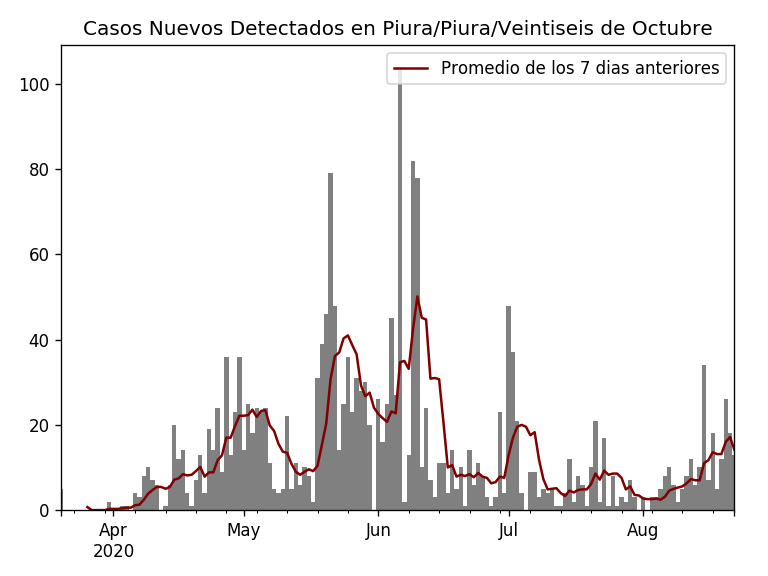 Casos Nuevos Detectados en Piura/Piura/Veintiseis de Octubre
Promedio de los 7 dias anteriores
100
80
60
40
20
0
Apr
2020
May
Jun
Jul
Aug